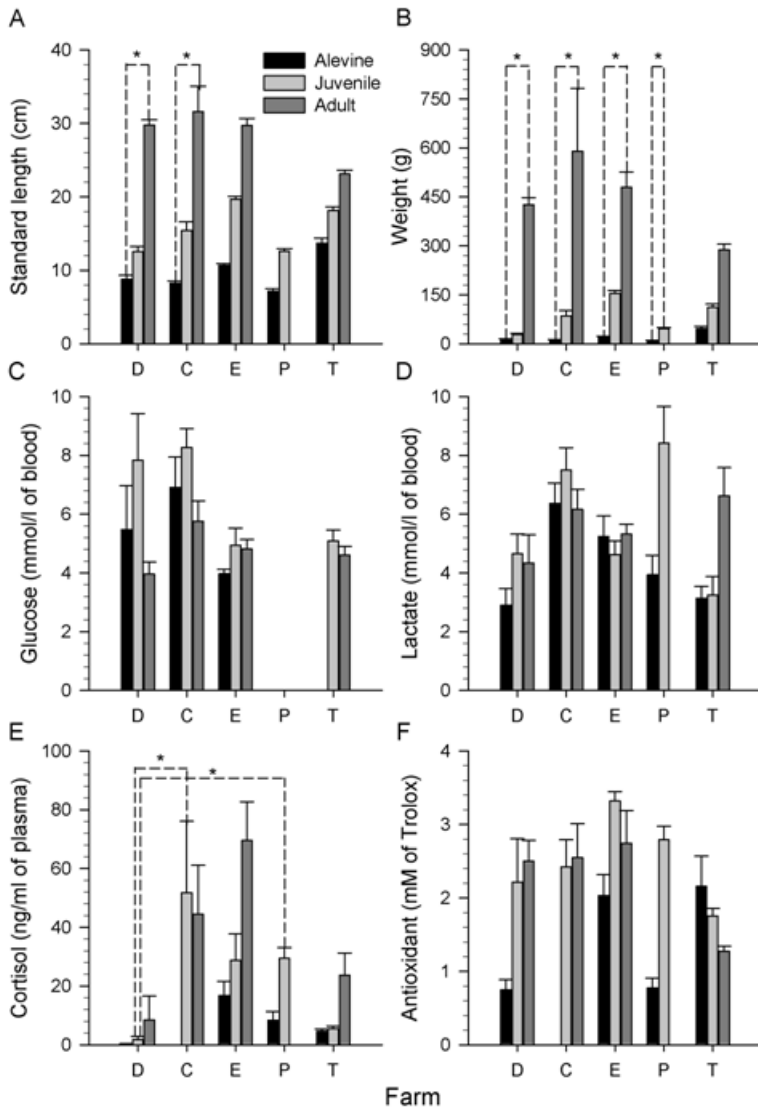 A
Standard length (cm)
40
30
20
10
0
* *
Alevine
Juvenile
Adult
D C E P T
B
Weight (g)
900
750
600
450
300
150
0
* * * *
D C E P T
C
Glucose (mmol/l of blood)
10
8
6
4
2
0
D C E P T
D
Lactate (mmol/l of blood)
10
8
6
4
2
0
D C E P T
E
Cortisol (ng/ml of plasma)
100
80
60
40
20
0
*
*
D C E P T
F
Antioxidant (mM of Trolox)
4
3
2
1
0
D C E P T
Farm